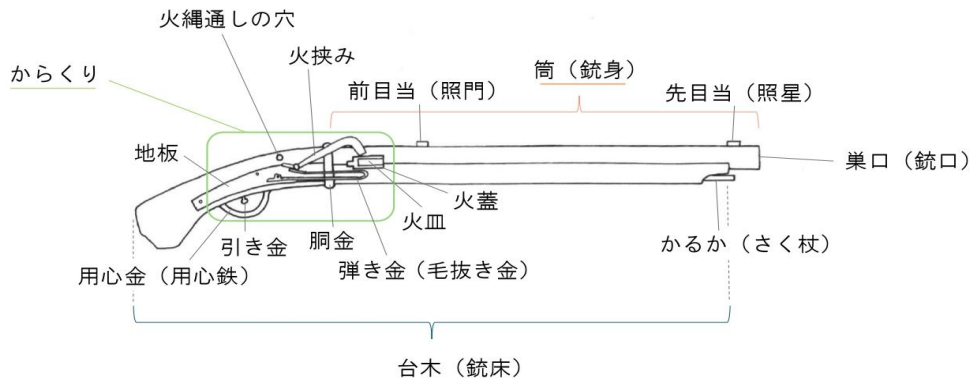 火縄通しの穴
火挟み
からくり
筒（銃身）
前目当（照門）
先目当（照星）
地板
巣口（銃口）
火蓋
火皿
胴金
引き金
かるか（さく杖）
弾き金（毛抜き金）
用心金（用心鉄）
台木（銃床）